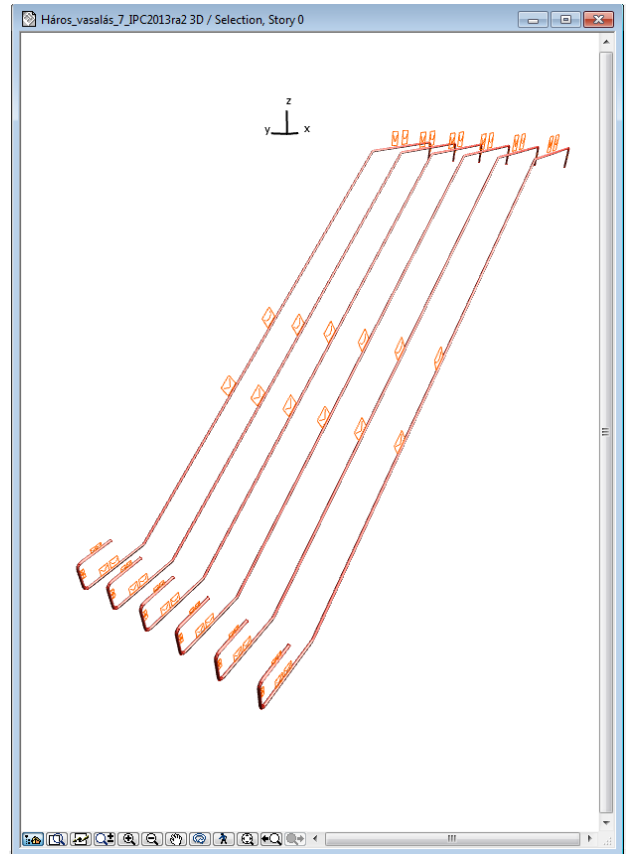 Háros_vasalás_7_IPC2013ra2 3D / Selection, Story 0
z
y x